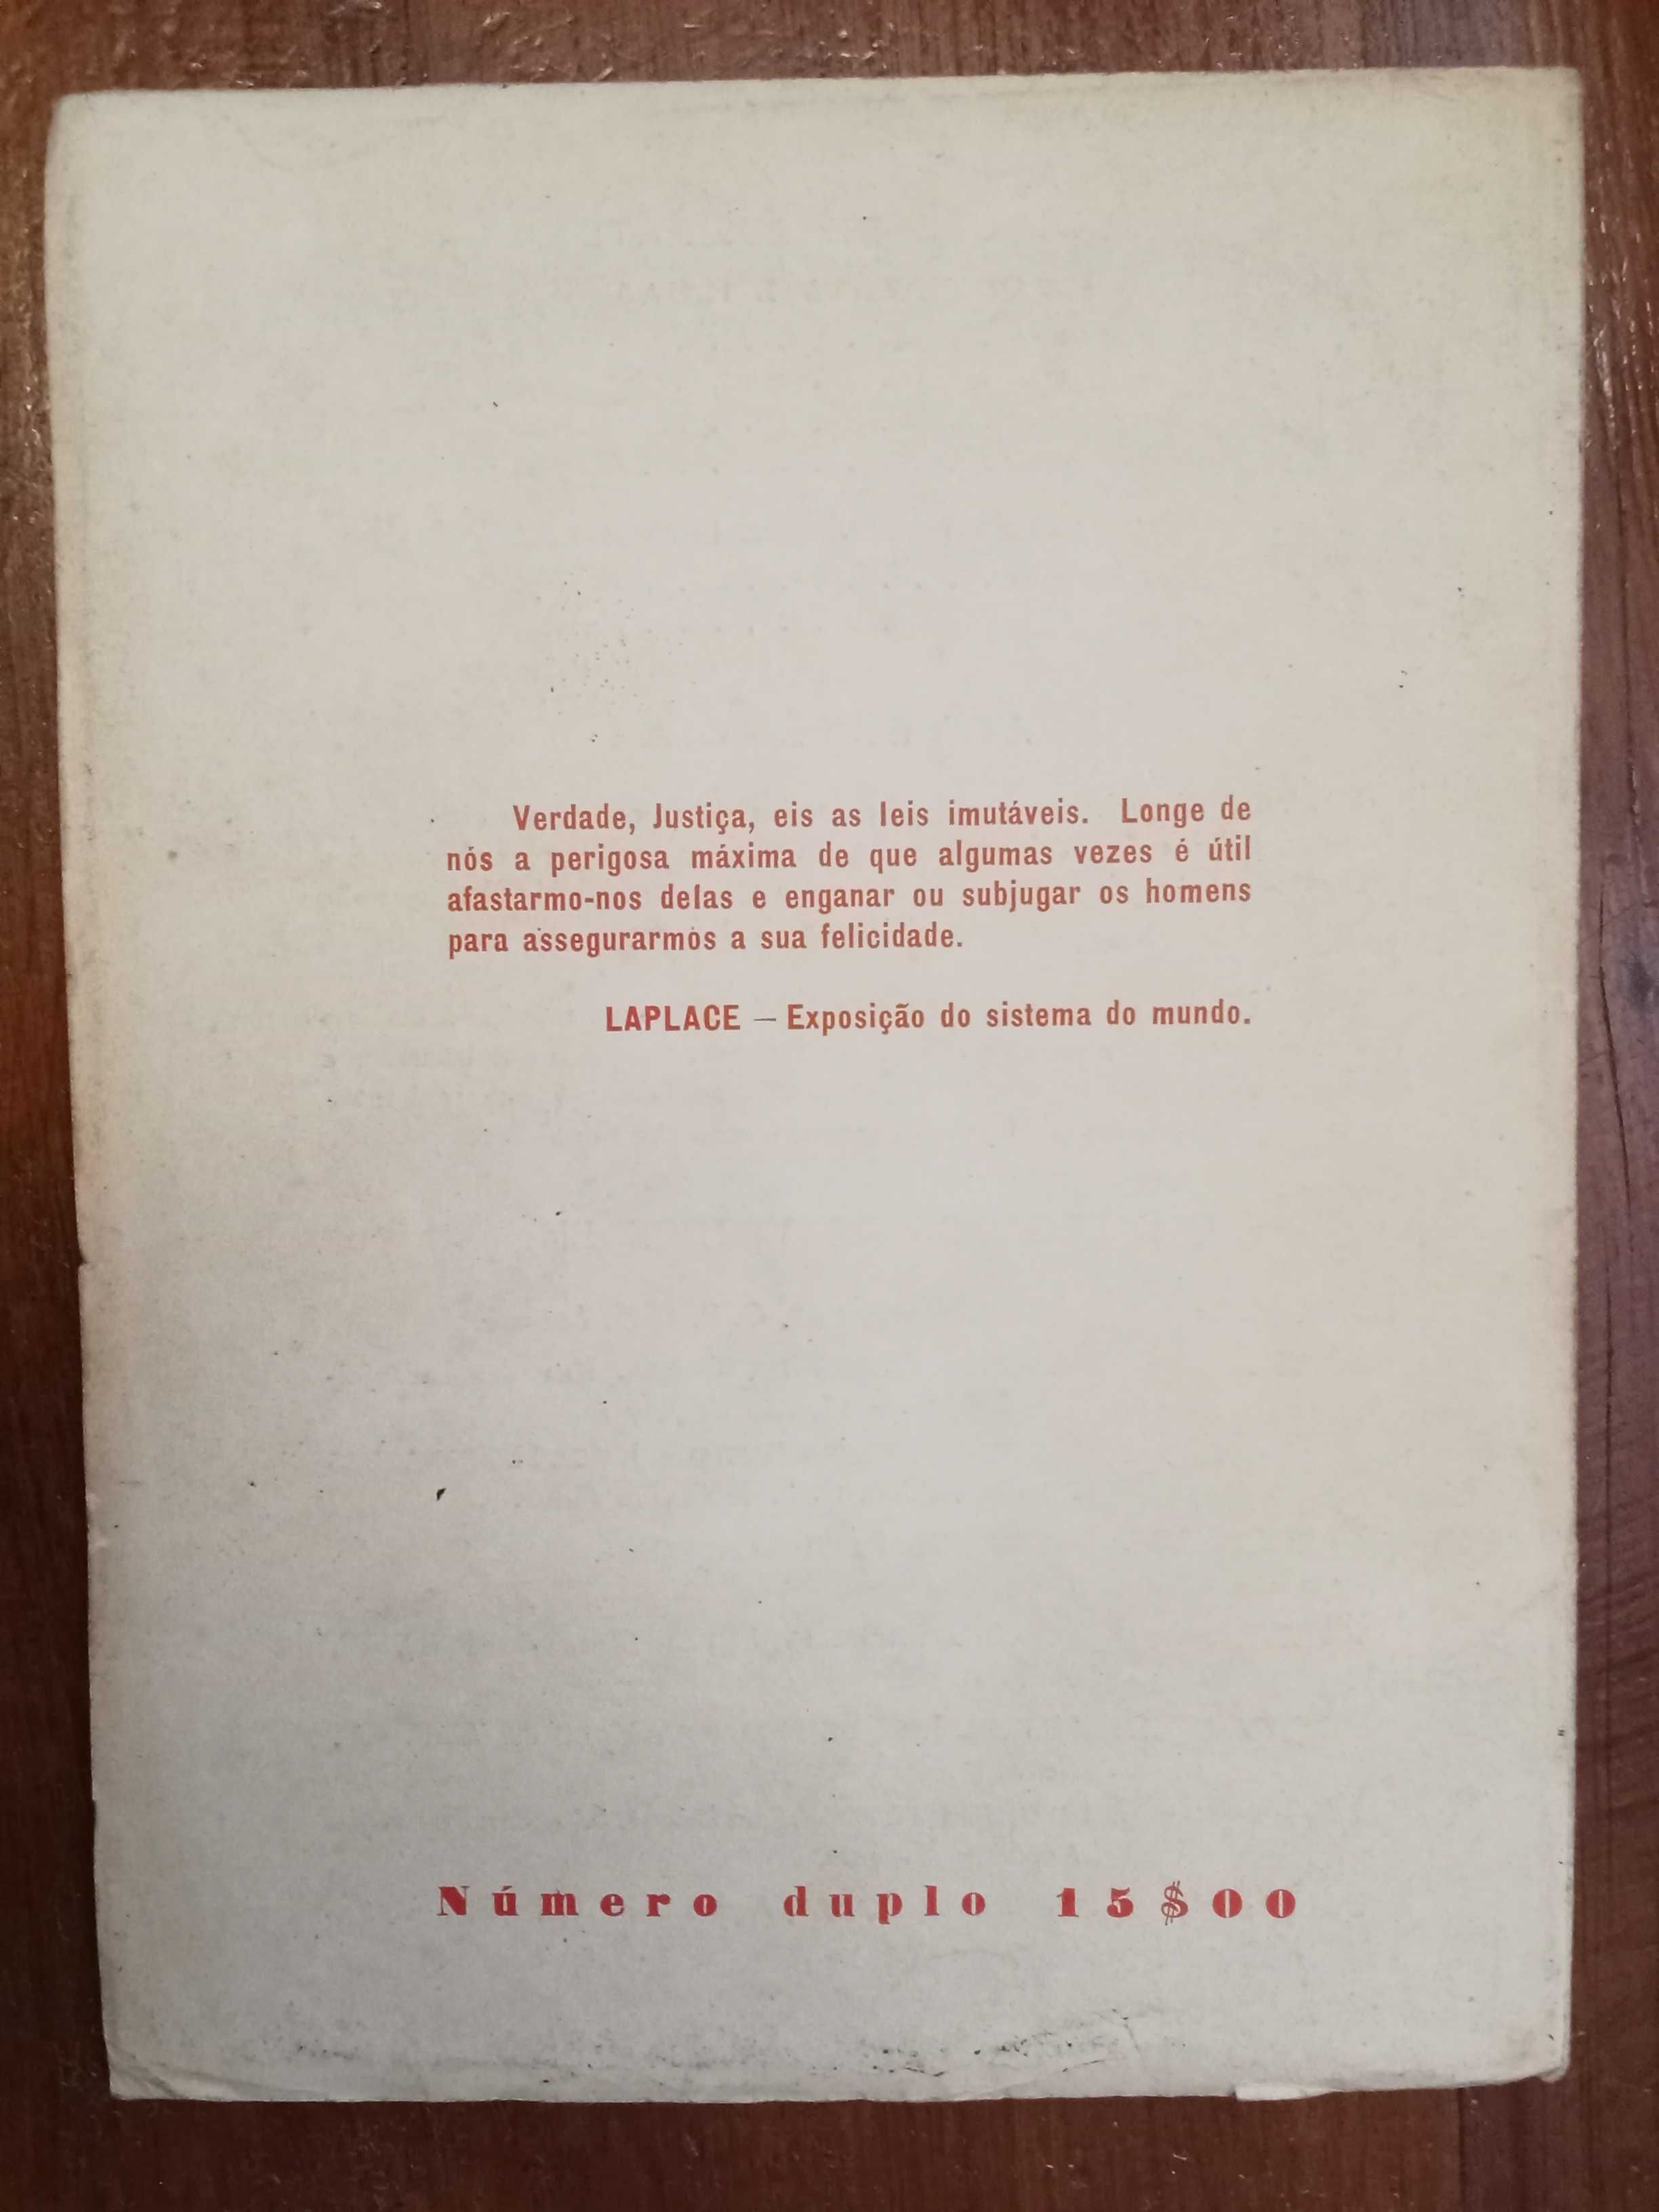 Verdade, Justiça, eis as leis imutáveis. Longe de
nós a perigosa máxima de que algumas vezes é útil
afastarmo-nos delas e enganar ou subjugar os homens
para assegurarmos a sua felicidade.
LAPLACE — Exposição do sistema do mundo.
Número duplo 15$00